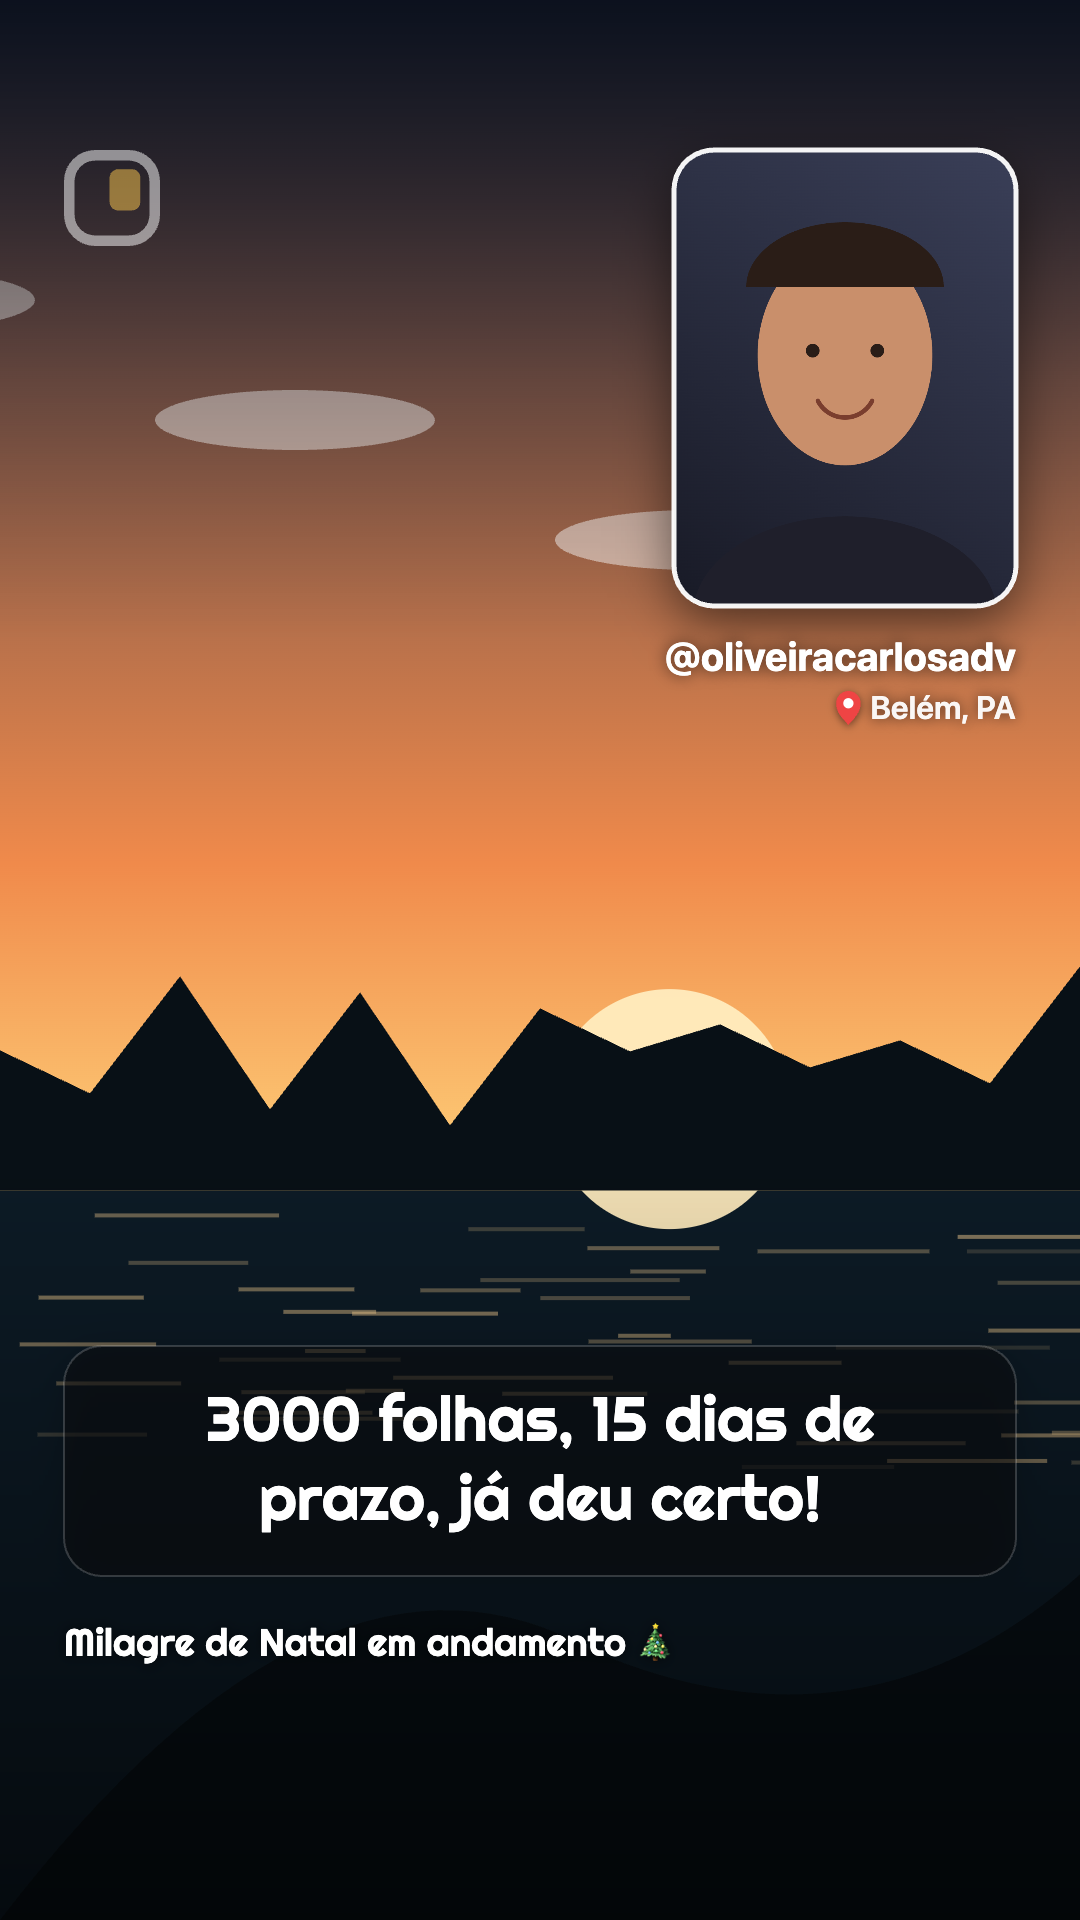 @oliveiracarlosadv
📍 Belém, PA
3000 folhas, 15 dias de
prazo, já deu certo!
Milagre de Natal em andamento 🎄